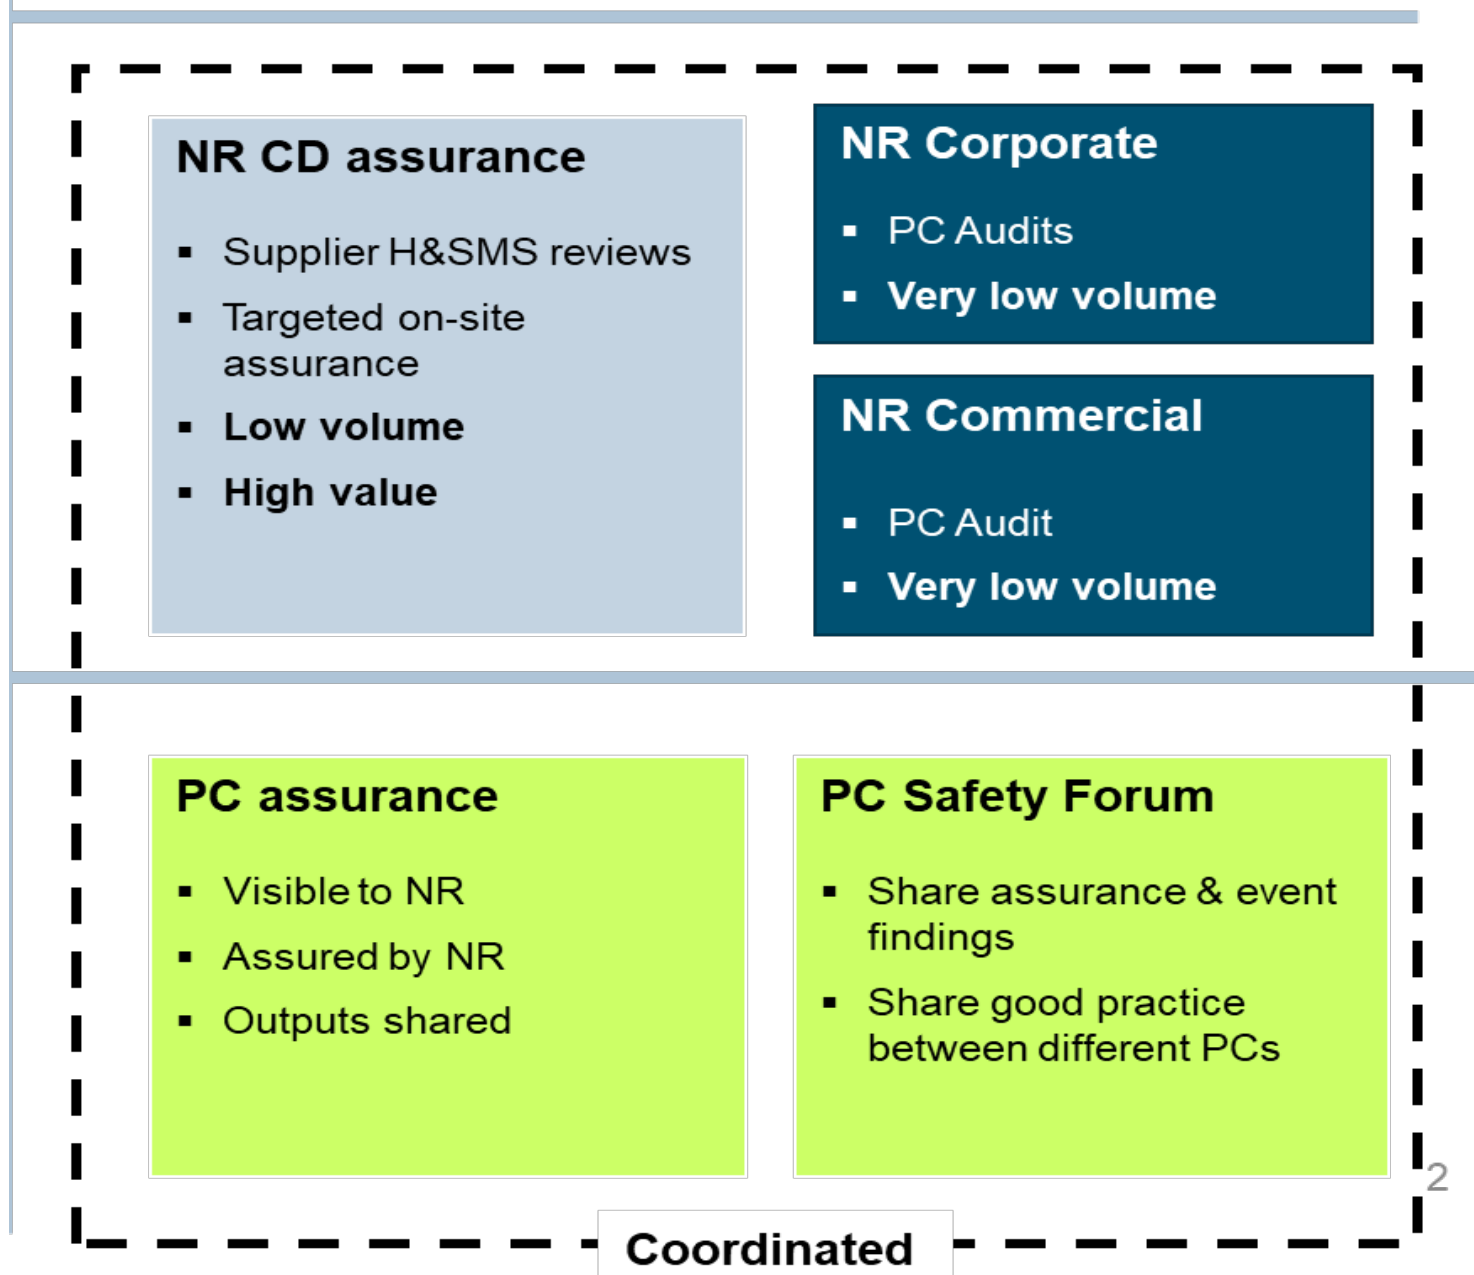 NR CD assurance
▪ Supplier H&SMS reviews
▪ Targeted on-site
assurance
▪ Low volume
▪ High value
NR Corporate
▪ PC Audits
▪ Very low volume
NR Commercial
▪ PC Audit
▪ Very low volume
PC assurance
▪ Visible to NR
▪ Assured by NR
▪ Outputs shared
PC Safety Forum
▪ Share assurance & event
findings
▪ Share good practice
between different PCs
2
Coordinated